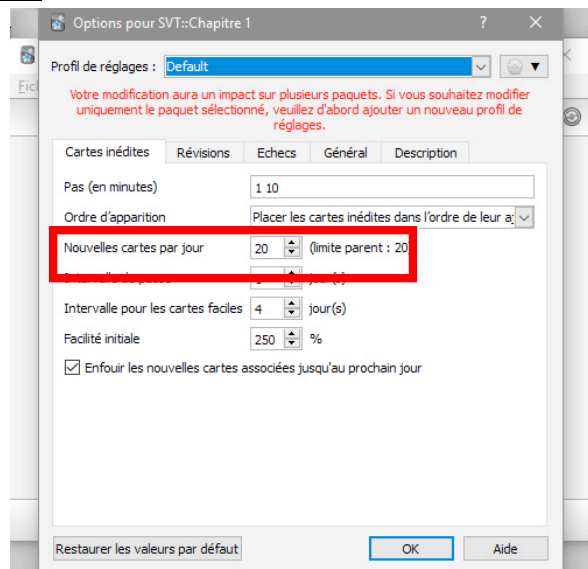 Options pour SVT::Chapitre 1 ?
Profil de réglages : Default
Votre modification aura un impact sur plusieurs paquets. Si vous souhaitez modifier
uniquement le paquet sélectionné, veuillez d'abord ajouter un nouveau profil de
réglages.
Cartes inédites Révisions Echecs Général Description
Pas (en minutes) 1 10
Ordre d'apparition Placer les cartes inédites dans l'ordre de leur
Nouvelles cartes par jour 20 (limite parent : 20)
Intervalle de jour(s)
Intervalle pour les cartes faciles 4 jour(s)
Facilité initiale 250 %
Enfouir les nouvelles cartes associées jusqu'au prochain jour
Restaurer les valeurs par défaut OK Aide